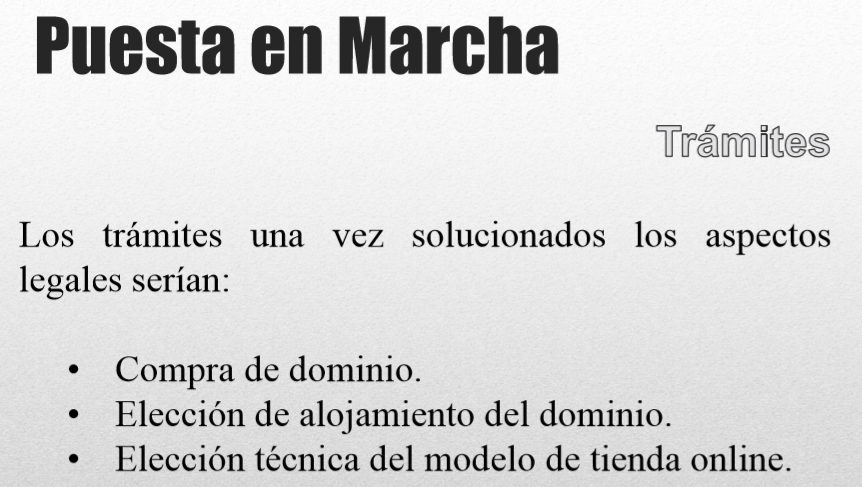 Puesta en Marcha
Trámites
Los trámites una vez solucionados los aspectos
legales serían:
• Compra de dominio.
• Elección de alojamiento del dominio.
• Elección técnica del modelo de tienda online.